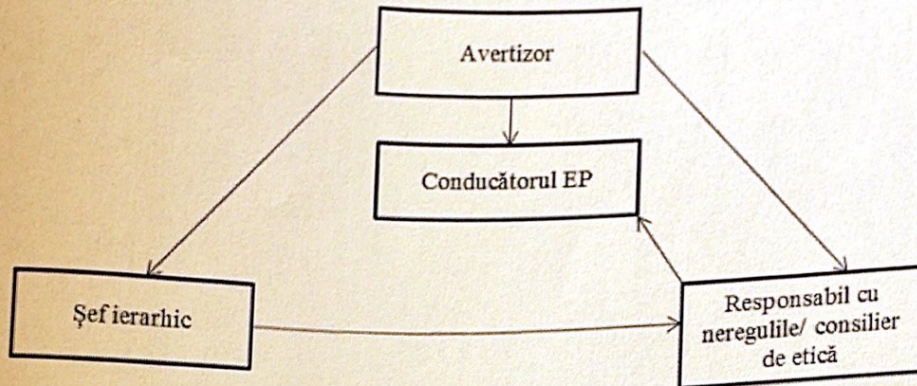 Avertizor
Conducătorul EP
Şef ierarhic
Responsabil cu
neregulile/ consilier
de etică